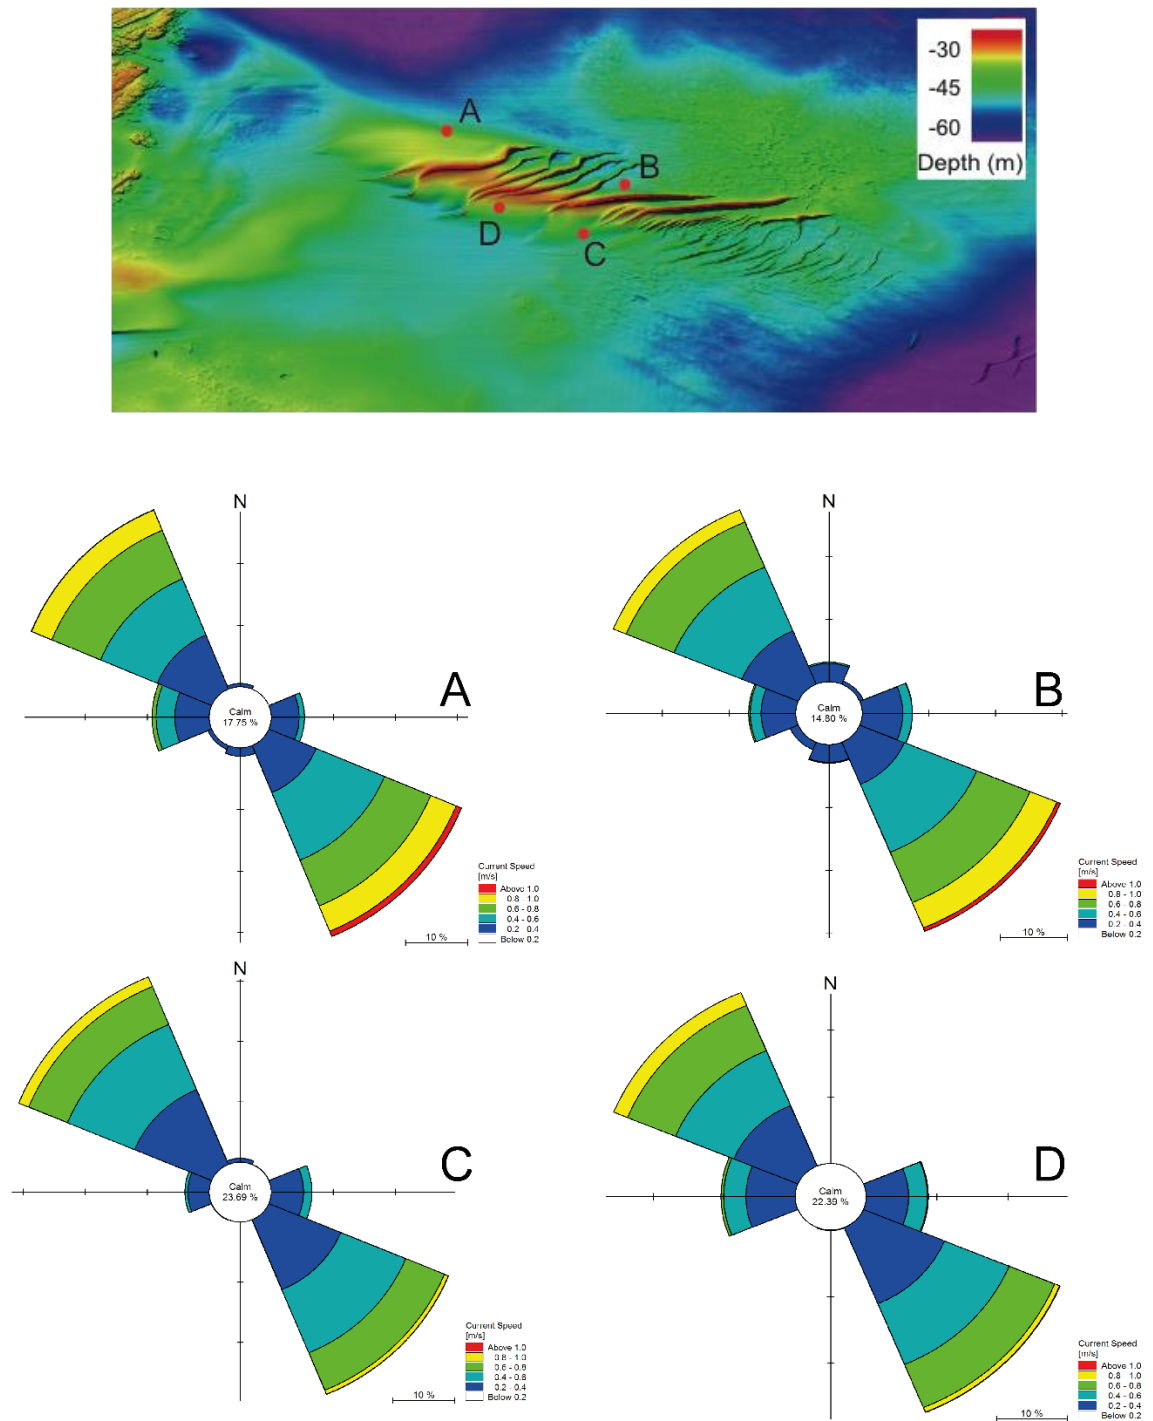 -30
-45
-60
Depth (m)
A
B
C
D
N
Calm
17.75 %
A
Current Speed
[m/s]
Above 1.0
0.8 - 1.0
0.6 - 0.8
0.4 - 0.6
0.2 - 0.4
Below 0.2
10 %
N
Calm
14.80 %
B
Current Speed
[m/s]
Above 1.0
0.8 - 1.0
0.6 - 0.8
0.4 - 0.6
0.2 - 0.4
Below 0.2
10 %
N
Calm
23.69 %
C
Current Speed
[m/s]
Above 1.0
0.8 - 1.0
0.6 - 0.8
0.4 - 0.6
0.2 - 0.4
Below 0.2
10 %
N
Calm
22.39 %
D
Current Speed
[m/s]
Above 1.0
0.8 1.0
0.6 - 0.8
0.4 - 0.6
0.2 - 0.4
Below 0.2
10 %